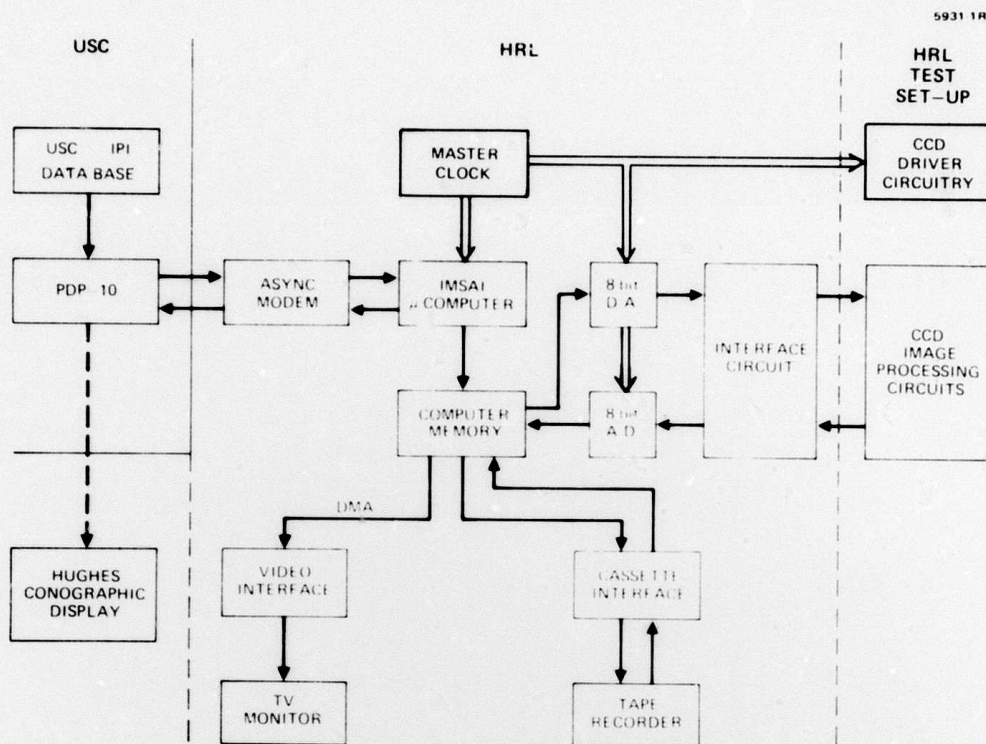 5931 1R
USC
HRL
HRL
TEST
SET-UP
USC IPI
DATA BASE
MASTER
CLOCK
CCD
DRIVER
CIRCUITRY
PDP-10
ASYNC
MODEM
IMSAI
μ COMPUTER
8 bit
D A
INTERFACE
CIRCUIT
CCD
IMAGE
PROCESSING
CIRCUITS
COMPUTER
MEMORY
8 bit
A D
DMA
HUGHES
CONOGRAPHIC
DISPLAY
VIDEO
INTERFACE
CASSETTE
INTERFACE
TV
MONITOR
TAPE
RECORDER